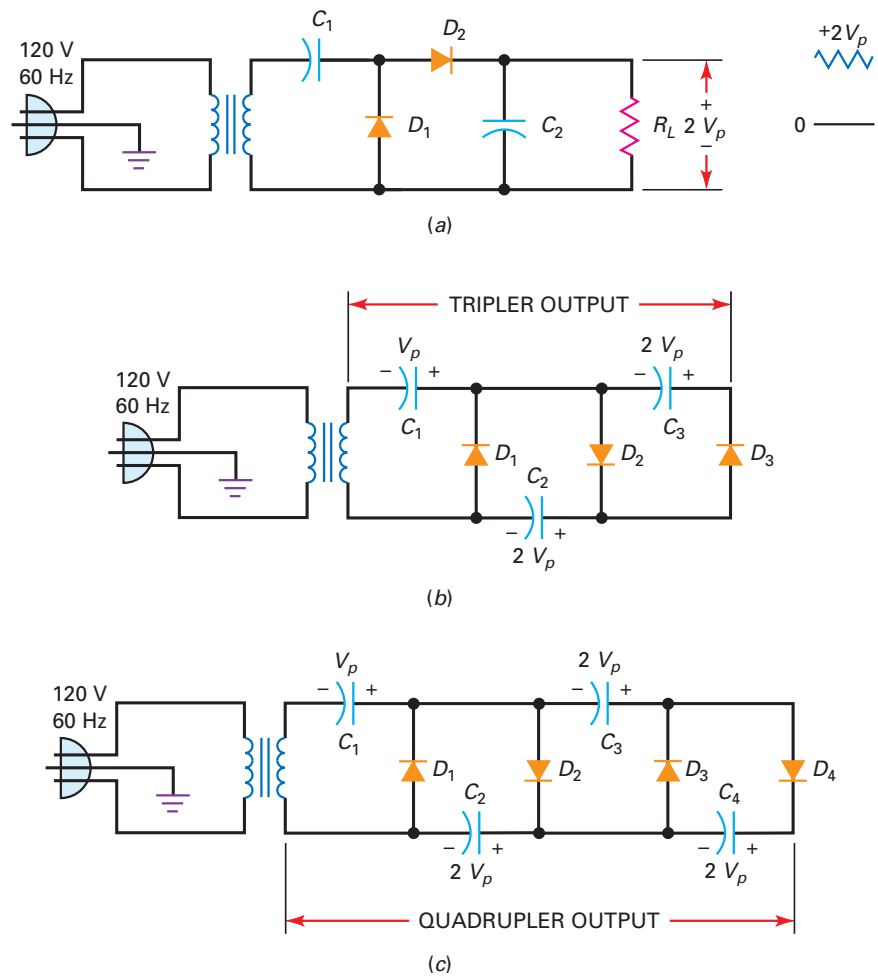 C1
D2
+2Vp
120 V
60 Hz
D1
C2
RL
+
2 Vp
–
0
(a)
TRIPLER OUTPUT
Vp
2 Vp
– +
– +
120 V
60 Hz
C1
C3
D1
D2
D3
C2
– +
2 Vp
(b)
Vp
2 Vp
120 V
60 Hz
– +
– +
C1
C3
D1
D2
D3
D4
C2
C4
– +
– +
2 Vp
2 Vp
QUADRUPLER OUTPUT
(c)